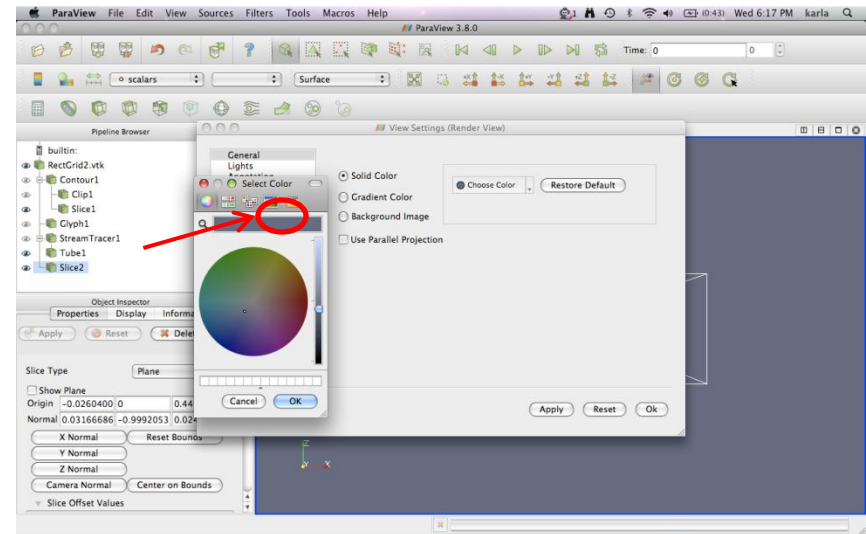 ParaView File Edit View Sources Filters Tools Macros Help 1 (0:43) Wed 6:17 PM karla
ParaView 3.8.0
Time: 0 0
scalars Surface
Pipeline Browser
builtin:
RectGrid2.vtk
Contour1
Clip1
Slice1
Glyph1
StreamTracer1
Tube1
Slice2
Object Inspector
Properties Display Informa
Apply Reset Delet
Slice Type Plane
Show Plane
Origin -0.0260400 0 0.44
Normal 0.03166686 -0.9992053 0.024
X Normal Reset Bounds
Y Normal
Z Normal
Camera Normal Center on Bounds
Slice Offset Values
View Settings (Render View)
General
Lights
Annotation
Solid Color
Gradient Color
Background Image
Use Parallel Projection
Choose Color Restore Default
Apply Reset Ok
Select Color
Cancel OK
Z
Y X